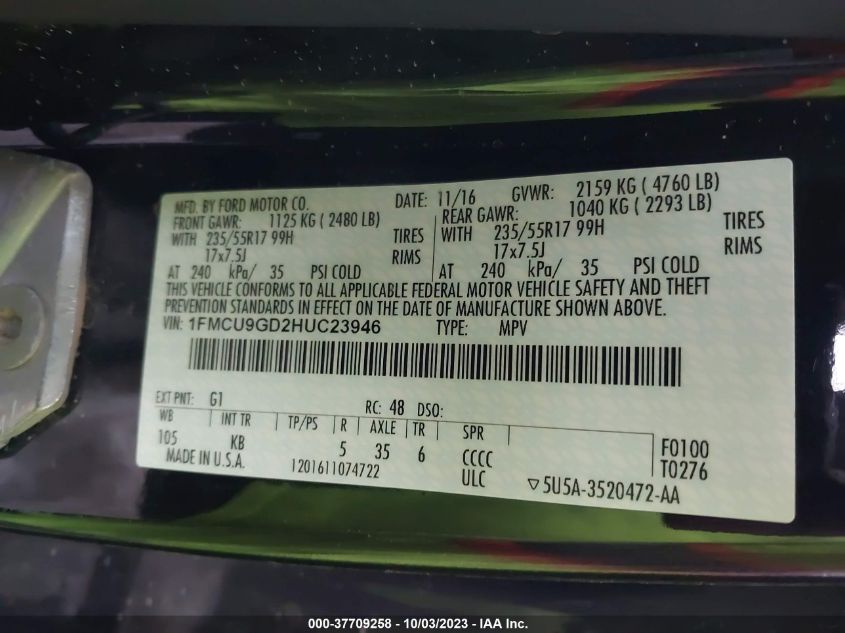 MFD. BY FORD MOTOR CO. DATE: 11/16 GVWR: 2159 KG ( 4760 LB)
FRONT GAWR: 1125 KG ( 2480 LB) REAR GAWR: 1040 KG ( 2293 LB)
WITH 235/55R17 99H TIRES WITH 235/55R17 99H TIRES
17x7.5J RIMS 17x7.5J RIMS
AT 240 kPa/ 35 PSI COLD AT 240 kPa/ 35 PSI COLD
THIS VEHICLE CONFORMS TO ALL APPLICABLE FEDERAL MOTOR VEHICLE SAFETY AND THEFT
PREVENTION STANDARDS IN EFFECT ON THE DATE OF MANUFACTURE SHOWN ABOVE.
VIN: 1FMCU9GD2HUC23946 TYPE: MPV
EXT PNT: G1 RC: 48 DSO:
WB INT TR TP/PS R AXLE TR SPR
105 KB 5 35 6 CCCC F0100
MADE IN U.S.A. 1201611074722 ULC T0276
▽5U5A-3520472-AA
000-37709258 - 10/03/2023 - IAA Inc.